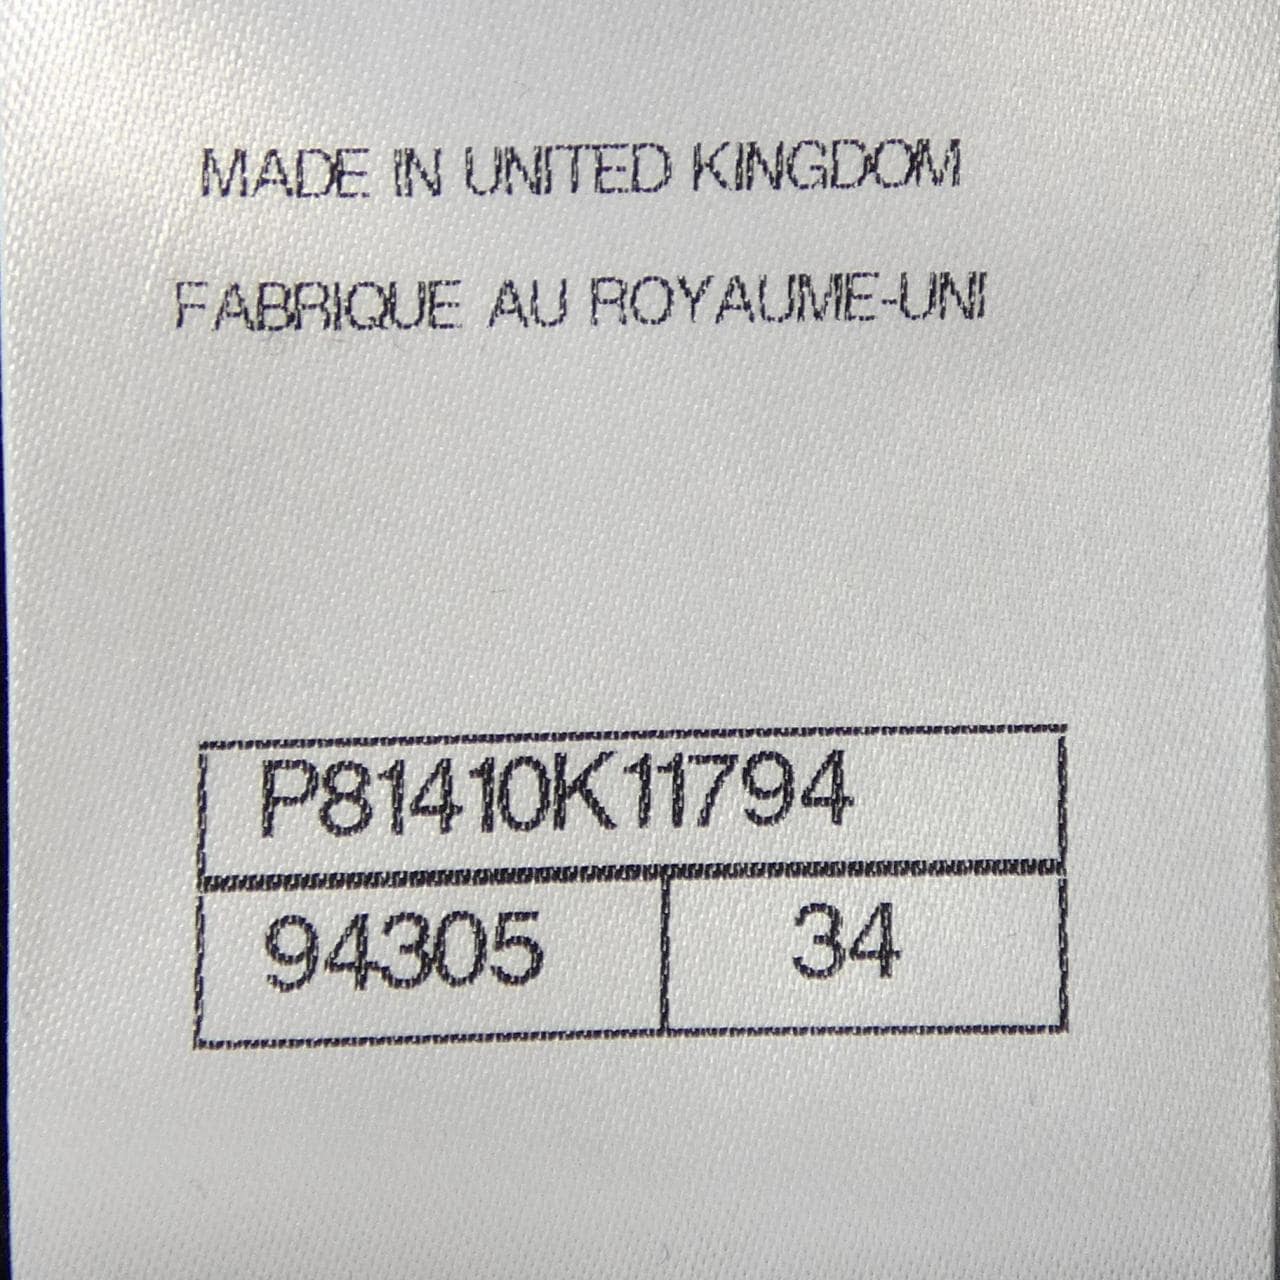 MADE IN UNITED KINGDOM
FABRIQUE AU ROYAUME-UNI
P81410K11794
94305 34